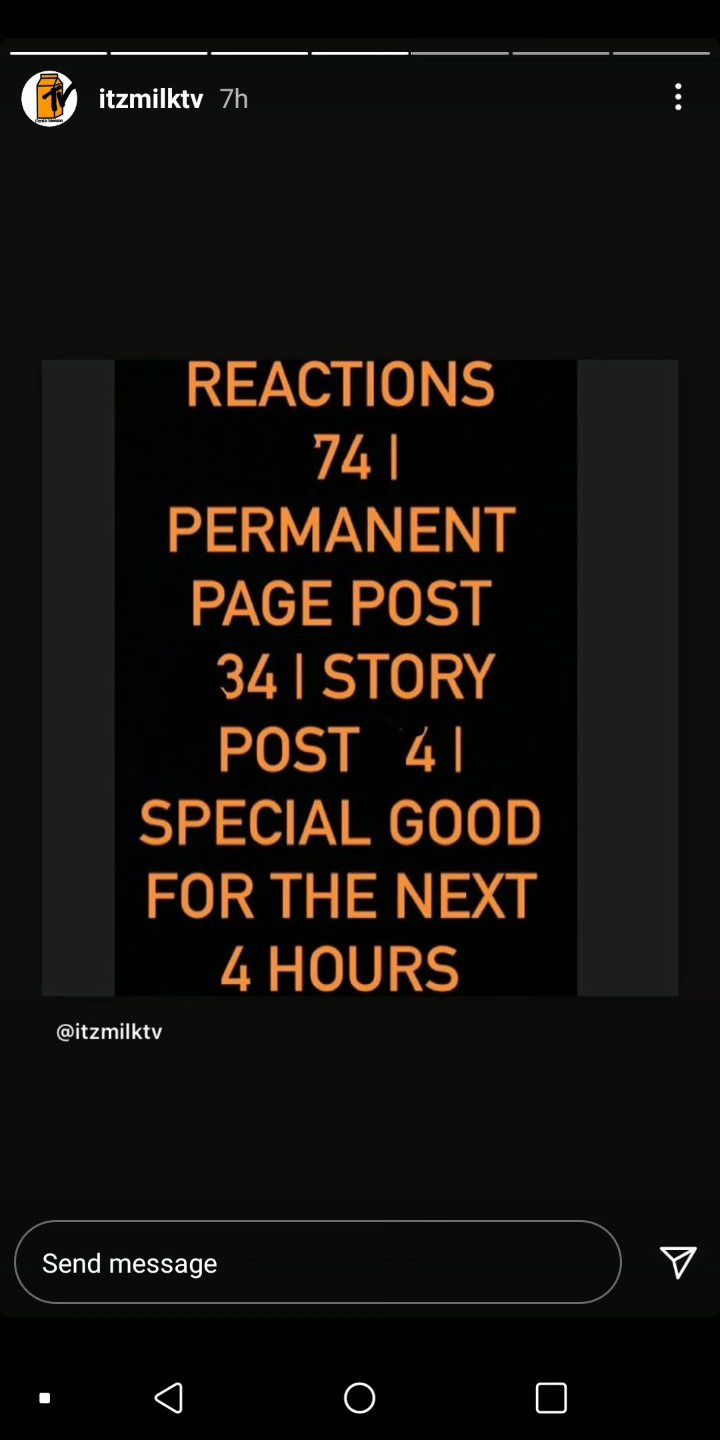 itzmilktv 7h
REACTIONS
74 |
PERMANENT
PAGE POST
34 | STORY
POST 4 |
SPECIAL GOOD
FOR THE NEXT
4 HOURS
@itzmilktv
Send message